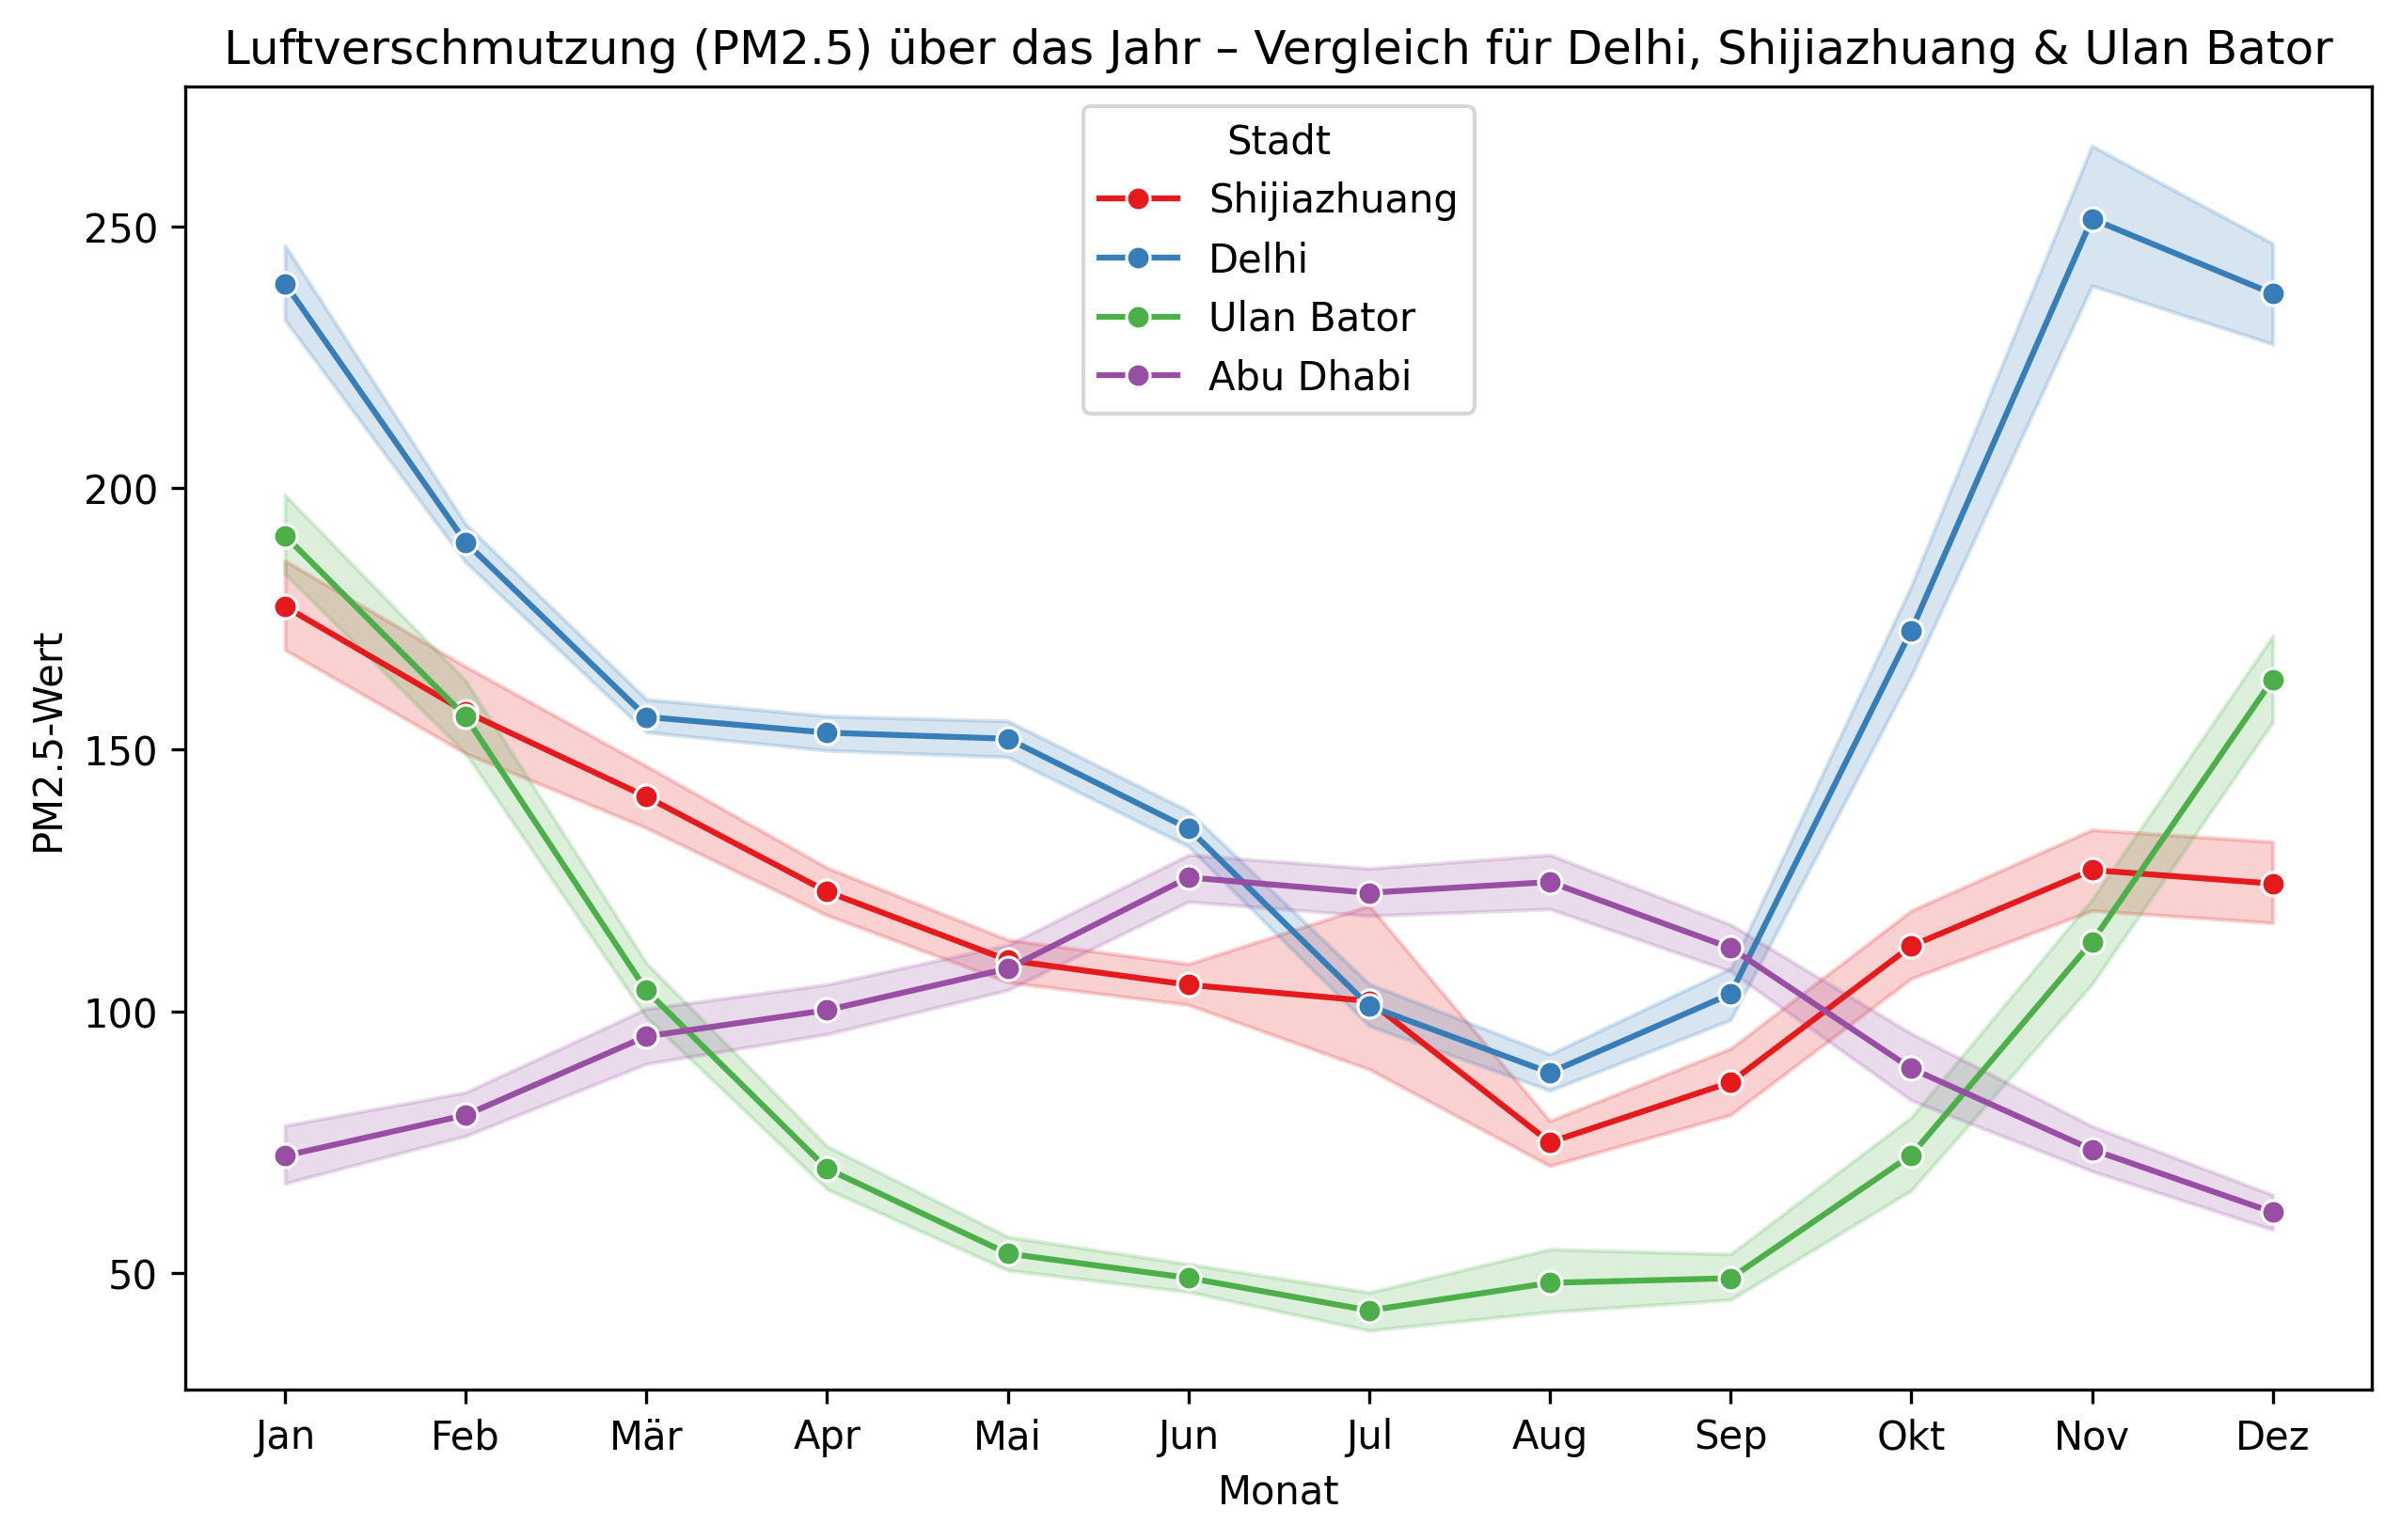 Luftverschmutzung (PM2.5) über das Jahr – Vergleich für Delhi, Shijiazhuang & Ulan Bator
Stadt
Shijiazhuang
Delhi
Ulan Bator
Abu Dhabi
PM2.5-Wert
250
200
150
100
50
Jan Feb Mär Apr Mai Jun Jul Aug Sep Okt Nov Dez
Monat